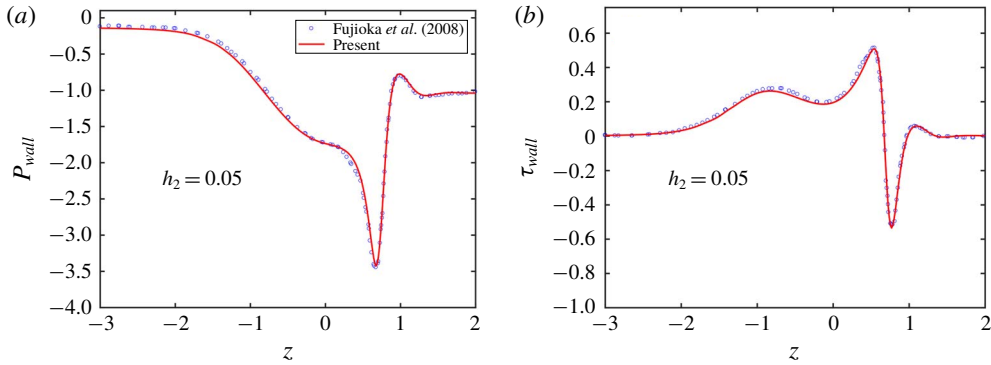 (a)
0
−0.5
−1.0
−1.5
−2.0
−2.5
−3.0
−3.5
−4.0
P_wall
Fujioka et al. (2008)
Present
h₂ = 0.05
−3 −2 −1 0 1 2
z
(b)
0.6
0.4
0.2
0
−0.2
−0.4
−0.6
−0.8
−1.0
τ_wall
h₂ = 0.05
−3 −2 −1 0 1 2
z